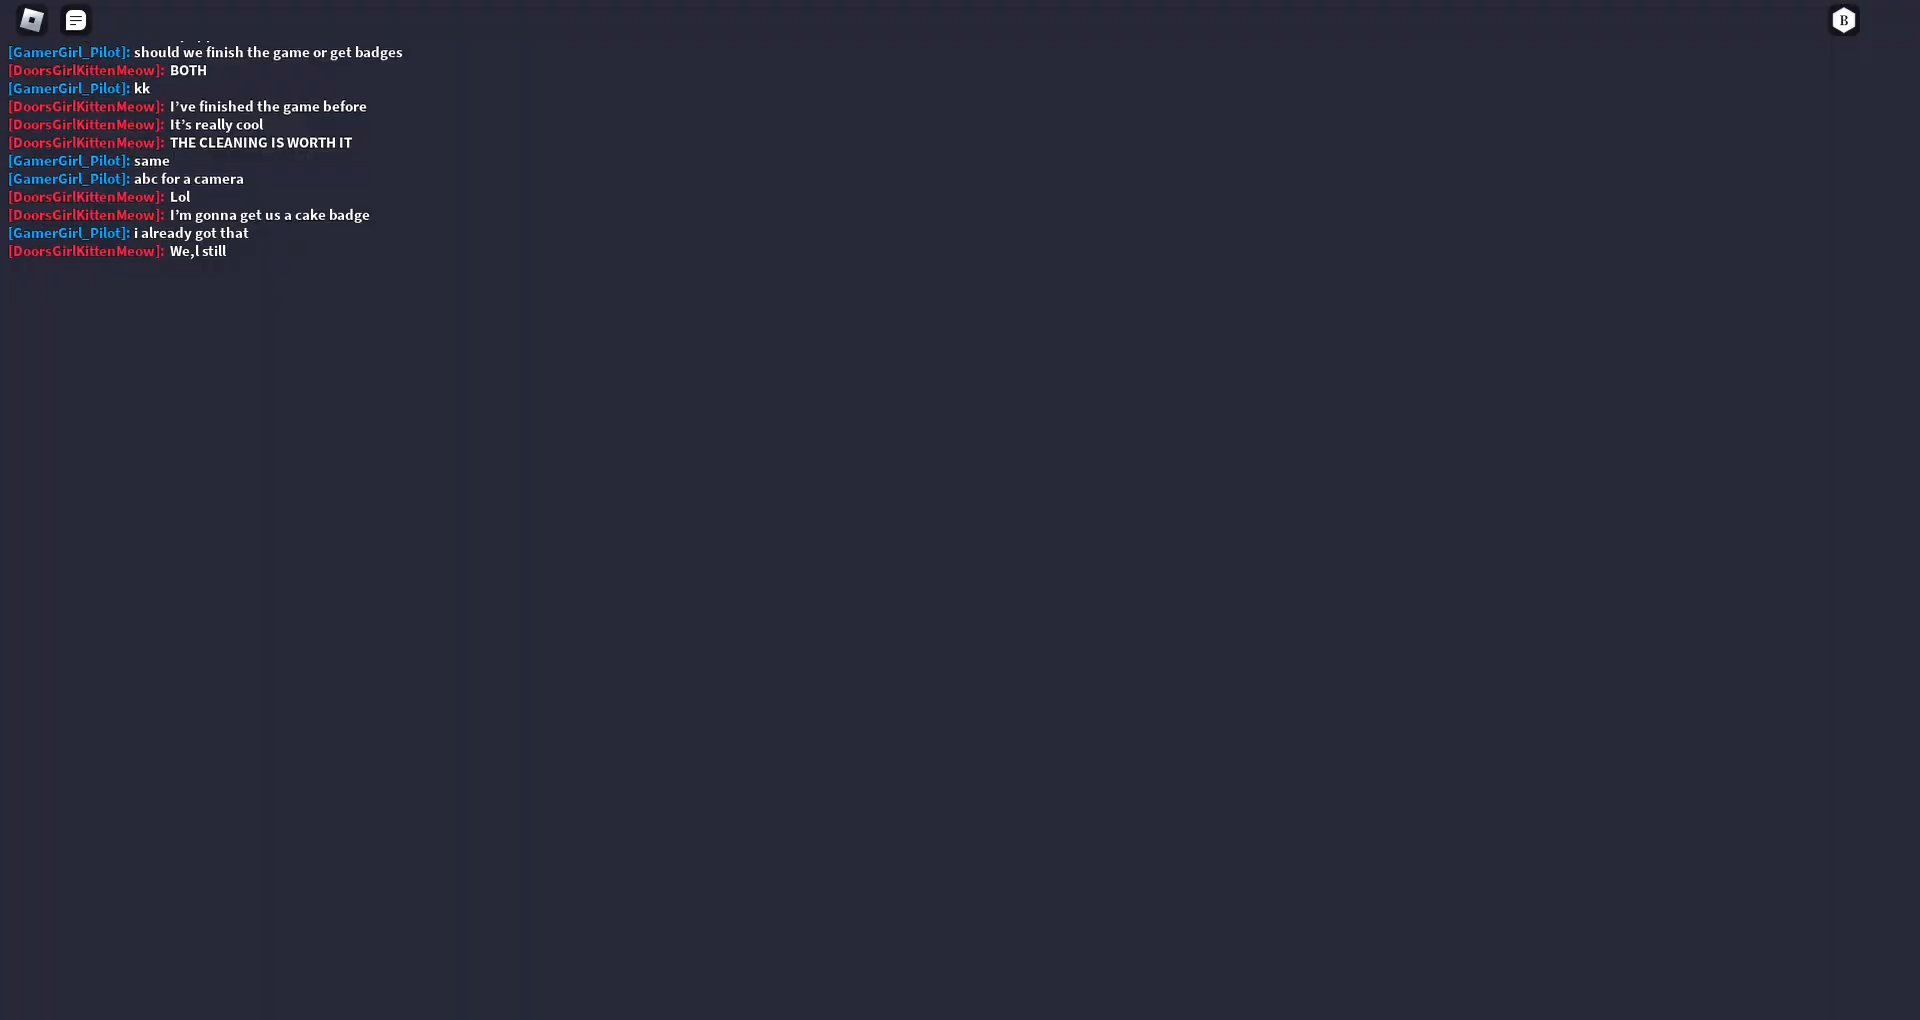 [GamerGirl_Pilot]: should we finish the game or get badges
[DoorsGirlKittenMeow]: BOTH
[GamerGirl_Pilot]: kk
[DoorsGirlKittenMeow]: I’ve finished the game before
[DoorsGirlKittenMeow]: It’s really cool
[DoorsGirlKittenMeow]: THE CLEANING IS WORTH IT
[GamerGirl_Pilot]: same
[GamerGirl_Pilot]: abc for a camera
[DoorsGirlKittenMeow]: Lol
[DoorsGirlKittenMeow]: I’m gonna get us a cake badge
[GamerGirl_Pilot]: i already got that
[DoorsGirlKittenMeow]: We,l still
B